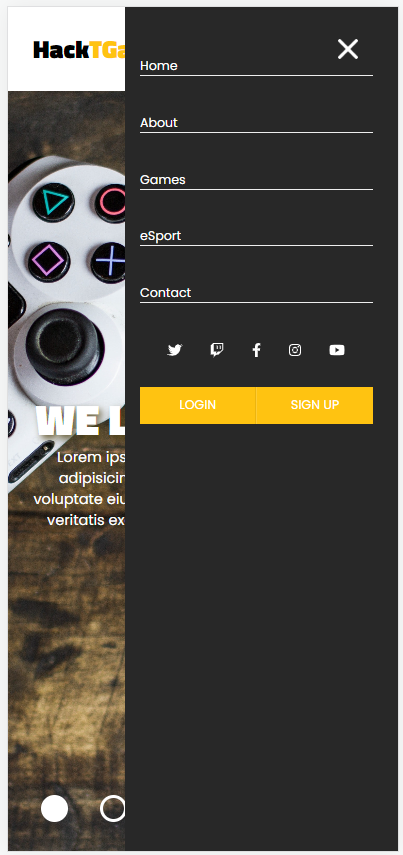 HackTGa
Home
About
Games
eSport
Contact
LOGIN SIGN UP
WE L
Lorem ips
adipisicin
voluptate eiu
veritatis ex